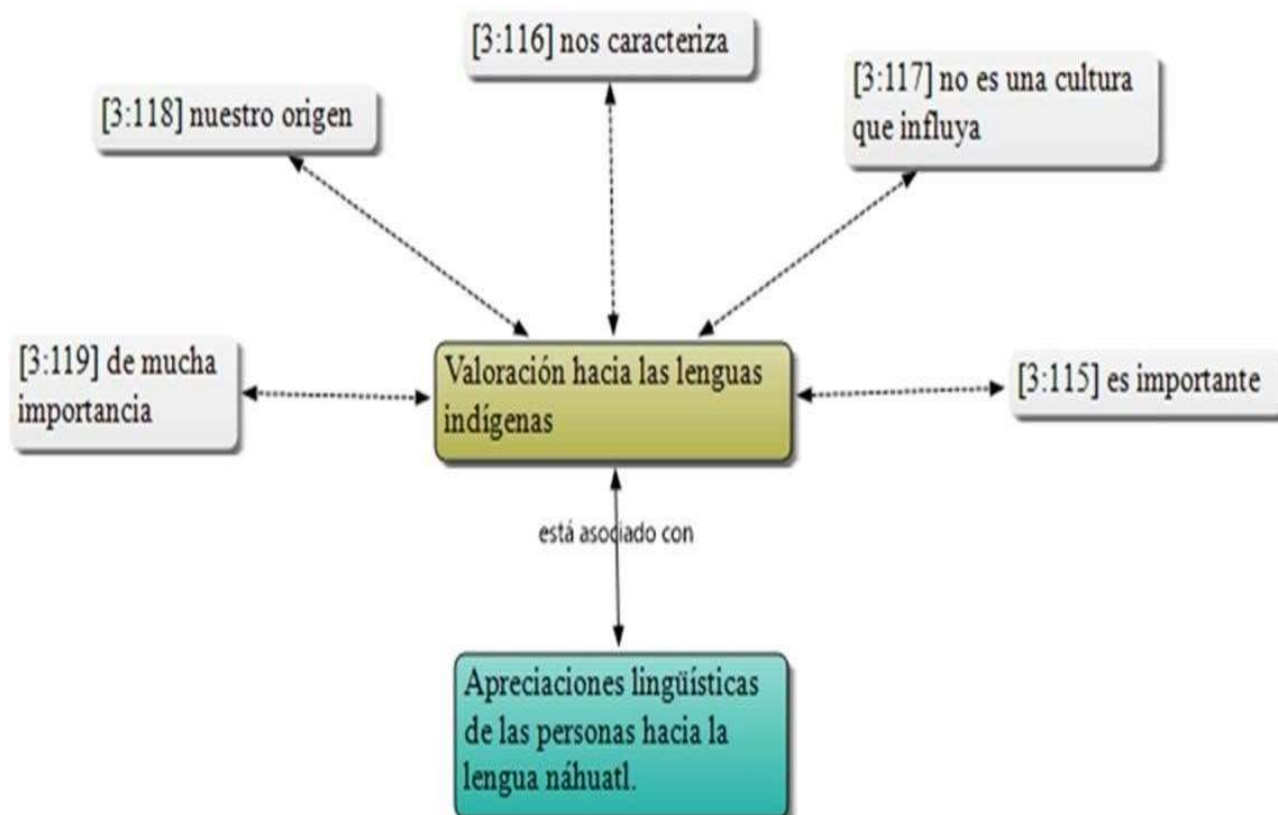 [3:116] nos caracteriza
[3:117] no es una cultura
que influya
[3:118] nuestro origen
[3:119] de mucha
importancia
Valoración hacia las lenguas
indígenas
[3:115] es importante
está asociado con
Apreciaciones lingüísticas
de las personas hacia la
lengua náhuatl.